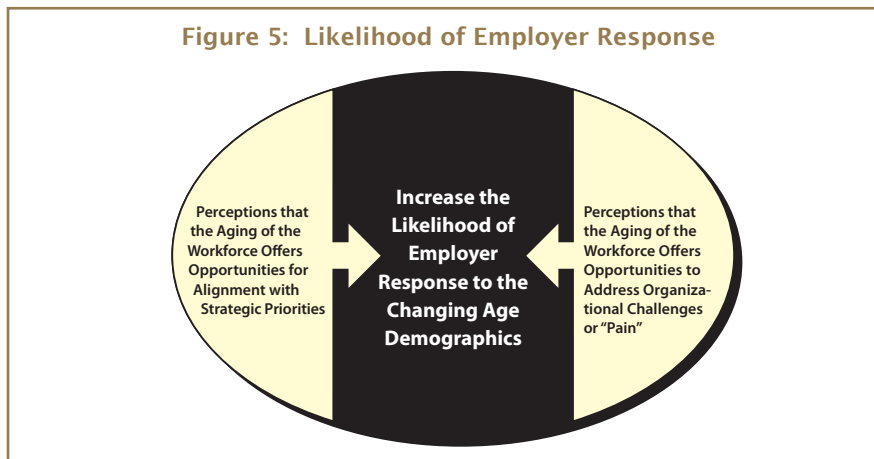 Figure 5: Likelihood of Employer Response
Perceptions that
the Aging of the
Workforce Offers
Opportunities for
Alignment with
Strategic Priorities
Increase the
Likelihood of
Employer
Response to the
Changing Age
Demographics
Perceptions that
the Aging of the
Workforce Offers
Opportunities to
Address Organiza-
tional Challenges
or “Pain”